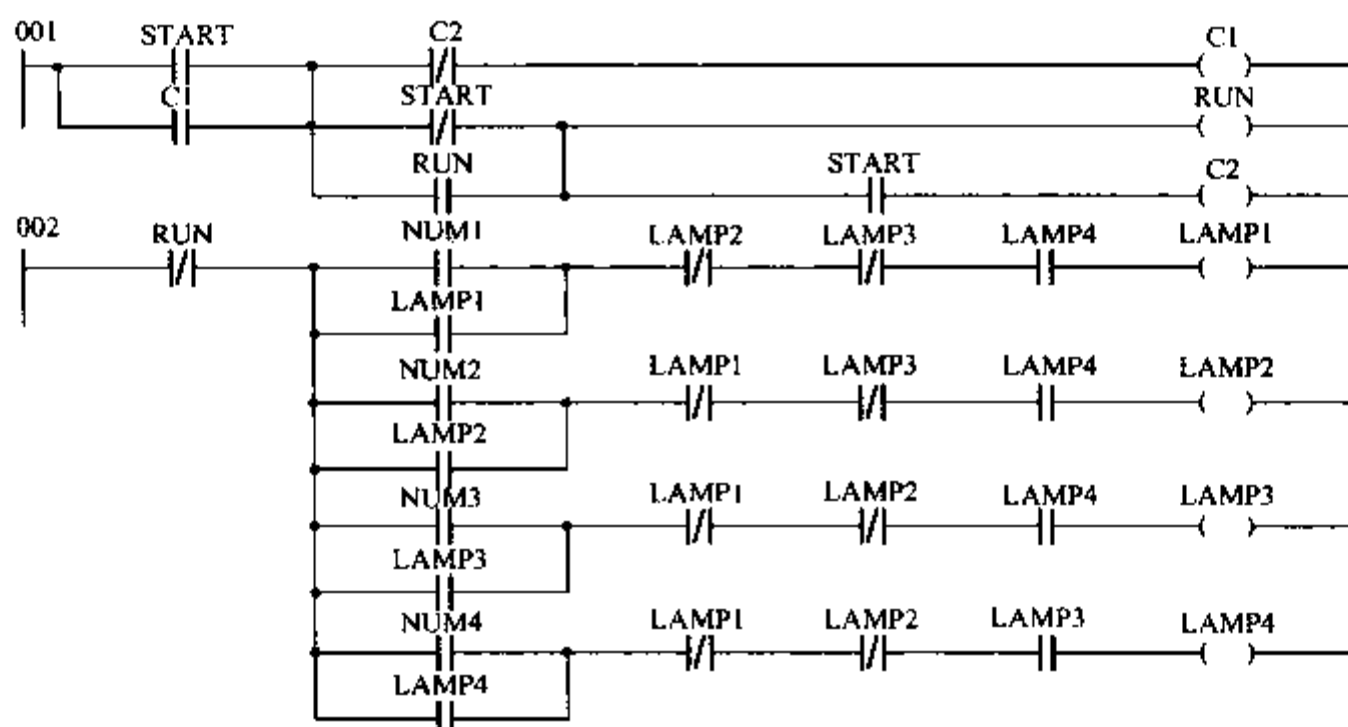 001 START C2 C1
C1 START RUN
RUN START C2
002 RUN NUM1 LAMP2 LAMP3 LAMP4 LAMP1
LAMP1
NUM2 LAMP1 LAMP3 LAMP4 LAMP2
LAMP2
NUM3 LAMP1 LAMP2 LAMP4 LAMP3
LAMP3
NUM4 LAMP1 LAMP2 LAMP3 LAMP4
LAMP4